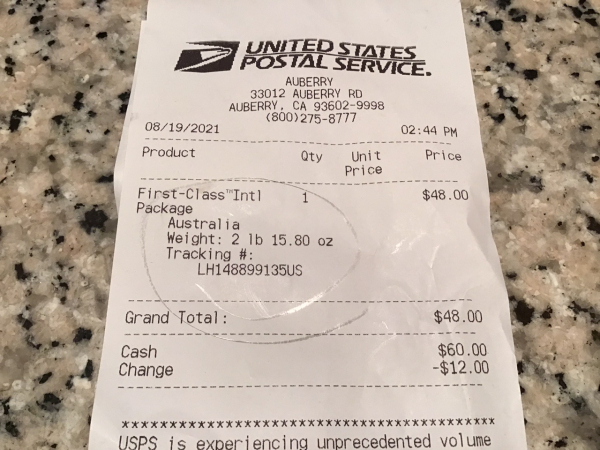 UNITED STATES
POSTAL SERVICE.
AUBERRY
33012 AUBERRY RD
AUBERRY, CA 93602-9998
(800)275-8777
08/19/2021 02:44 PM
Product Qty Unit Price
Price
First-Class™Intl 1 $48.00
Package
Australia
Weight: 2 lb 15.80 oz
Tracking #:
LH148899135US
Grand Total: $48.00
Cash $60.00
Change -$12.00
*****************************************
USPS is experiencing unprecedented volume